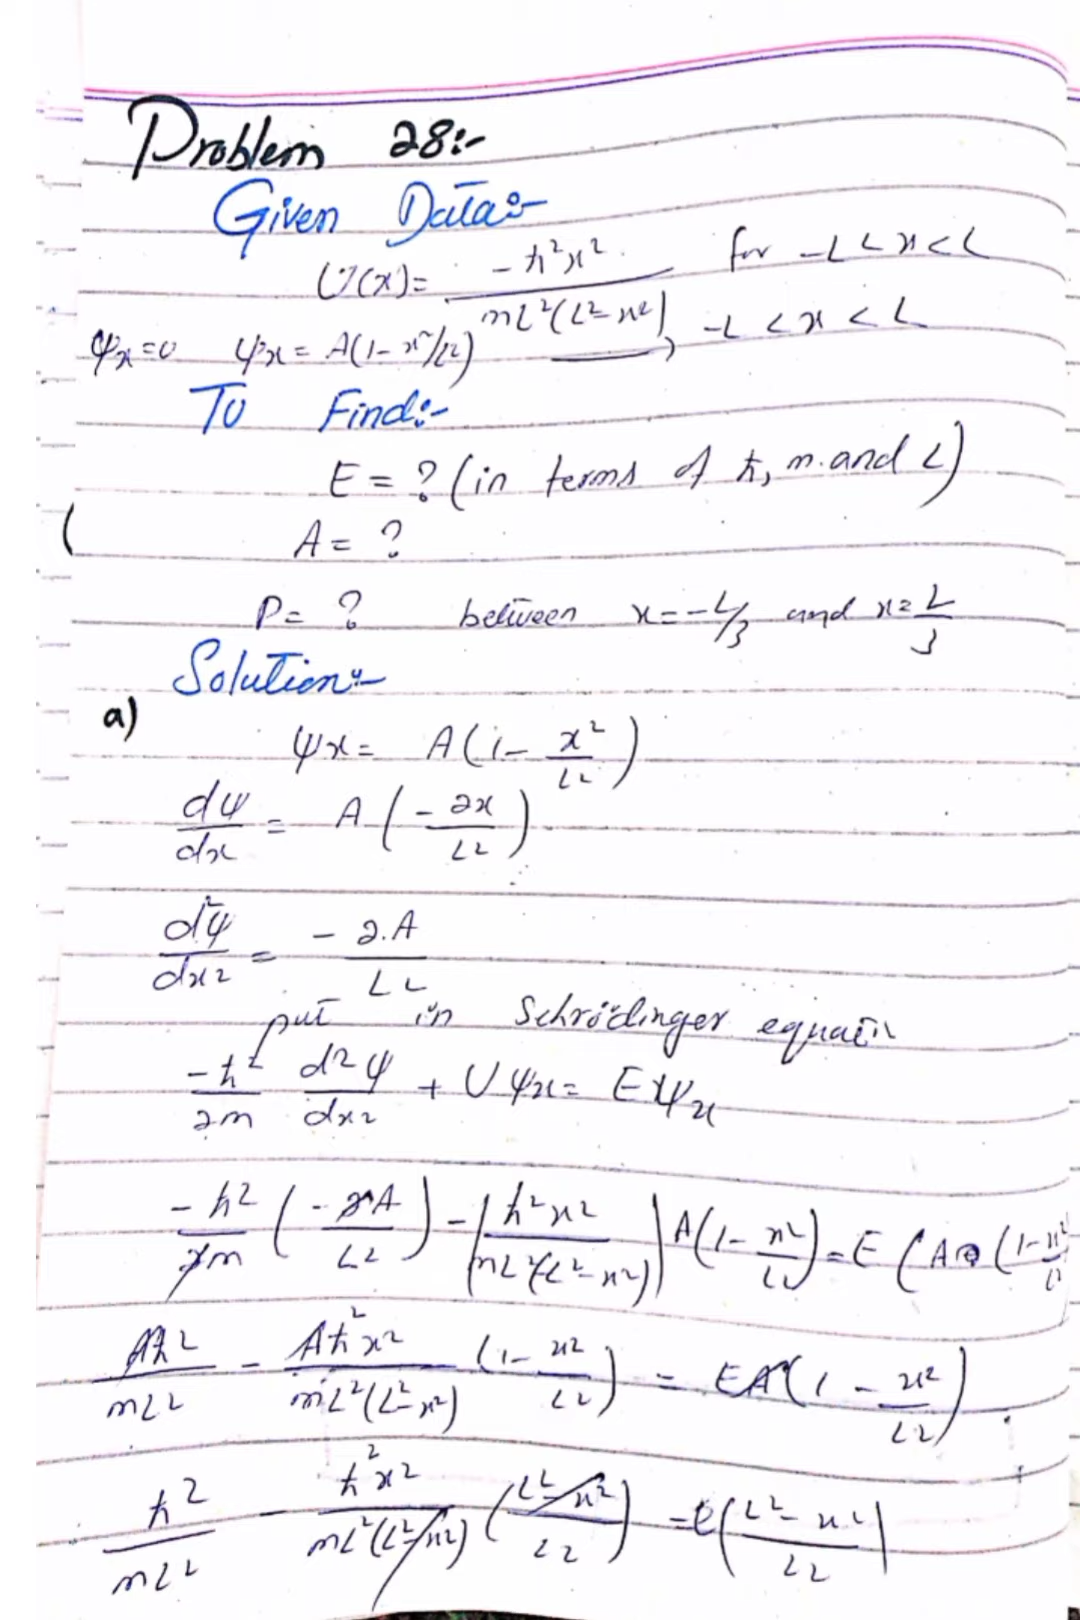 Problem 28:-
Given Data:-
U(x) = -ħ²x² / mL²(L²-x²) for -L<x<L
ψx=0 ψx = A(1-x²/L²), -L<x<L
To Find:-
E = ? (in terms of ħ, m. and L)
A = ?
P = ? between x=-L/3 and x=L/3
Solution:-
a)
ψx = A(1- x²/L²)
dψ/dx = A(-2x/L²)
d²ψ/dx² = -2.A/L²
put in Schrödinger equation
-ħ²/2m d²ψ/dx² + Uψx = Eψx
-ħ²/2m (-2A/L²) - (ħ²x²/mL²(L²-x²)) A(1- x²/L²) = E(A(1-x²/L²
Aħ²/mL² - Aħ²x²/mL²(L²-x²) (1- x²/L²) = EA(1 - x²/L²)
ħ²/mL² - ħ²x²/mL²(L²-x²) (L²-x²/L²) = E(L²-x²/L²)